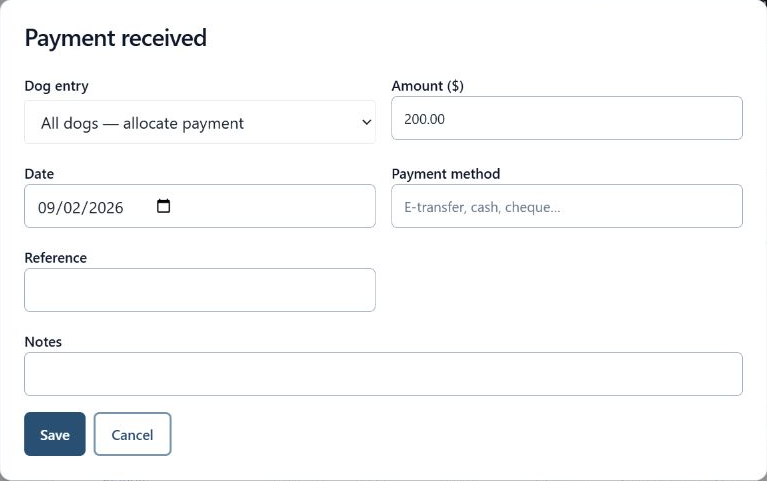 Payment received
Dog entry
Amount ($)
All dogs — allocate payment
200.00
Date
Payment method
09/02/2026
E-transfer, cash, cheque...
Reference
Notes
Save
Cancel